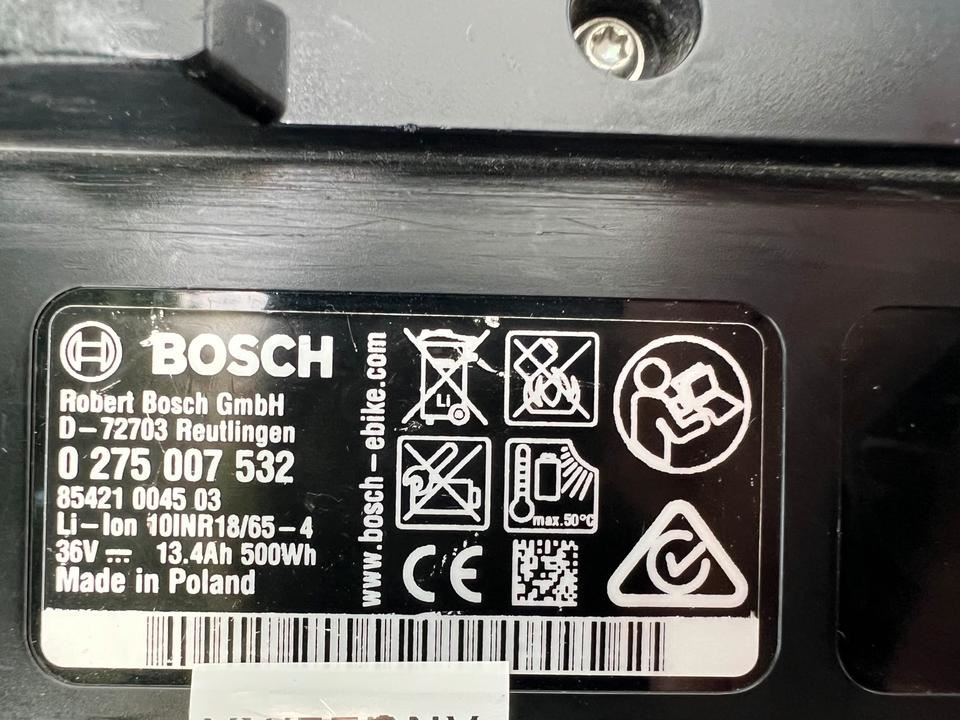 BOSCH
Robert Bosch GmbH
D-72703 Reutlingen
0 275 007 532
85421 0045 03
Li-Ion 10INR18/65-4
36V 13.4Ah 500Wh
Made in Poland
www.bosch-ebike.com
Li
max.50°C
CE